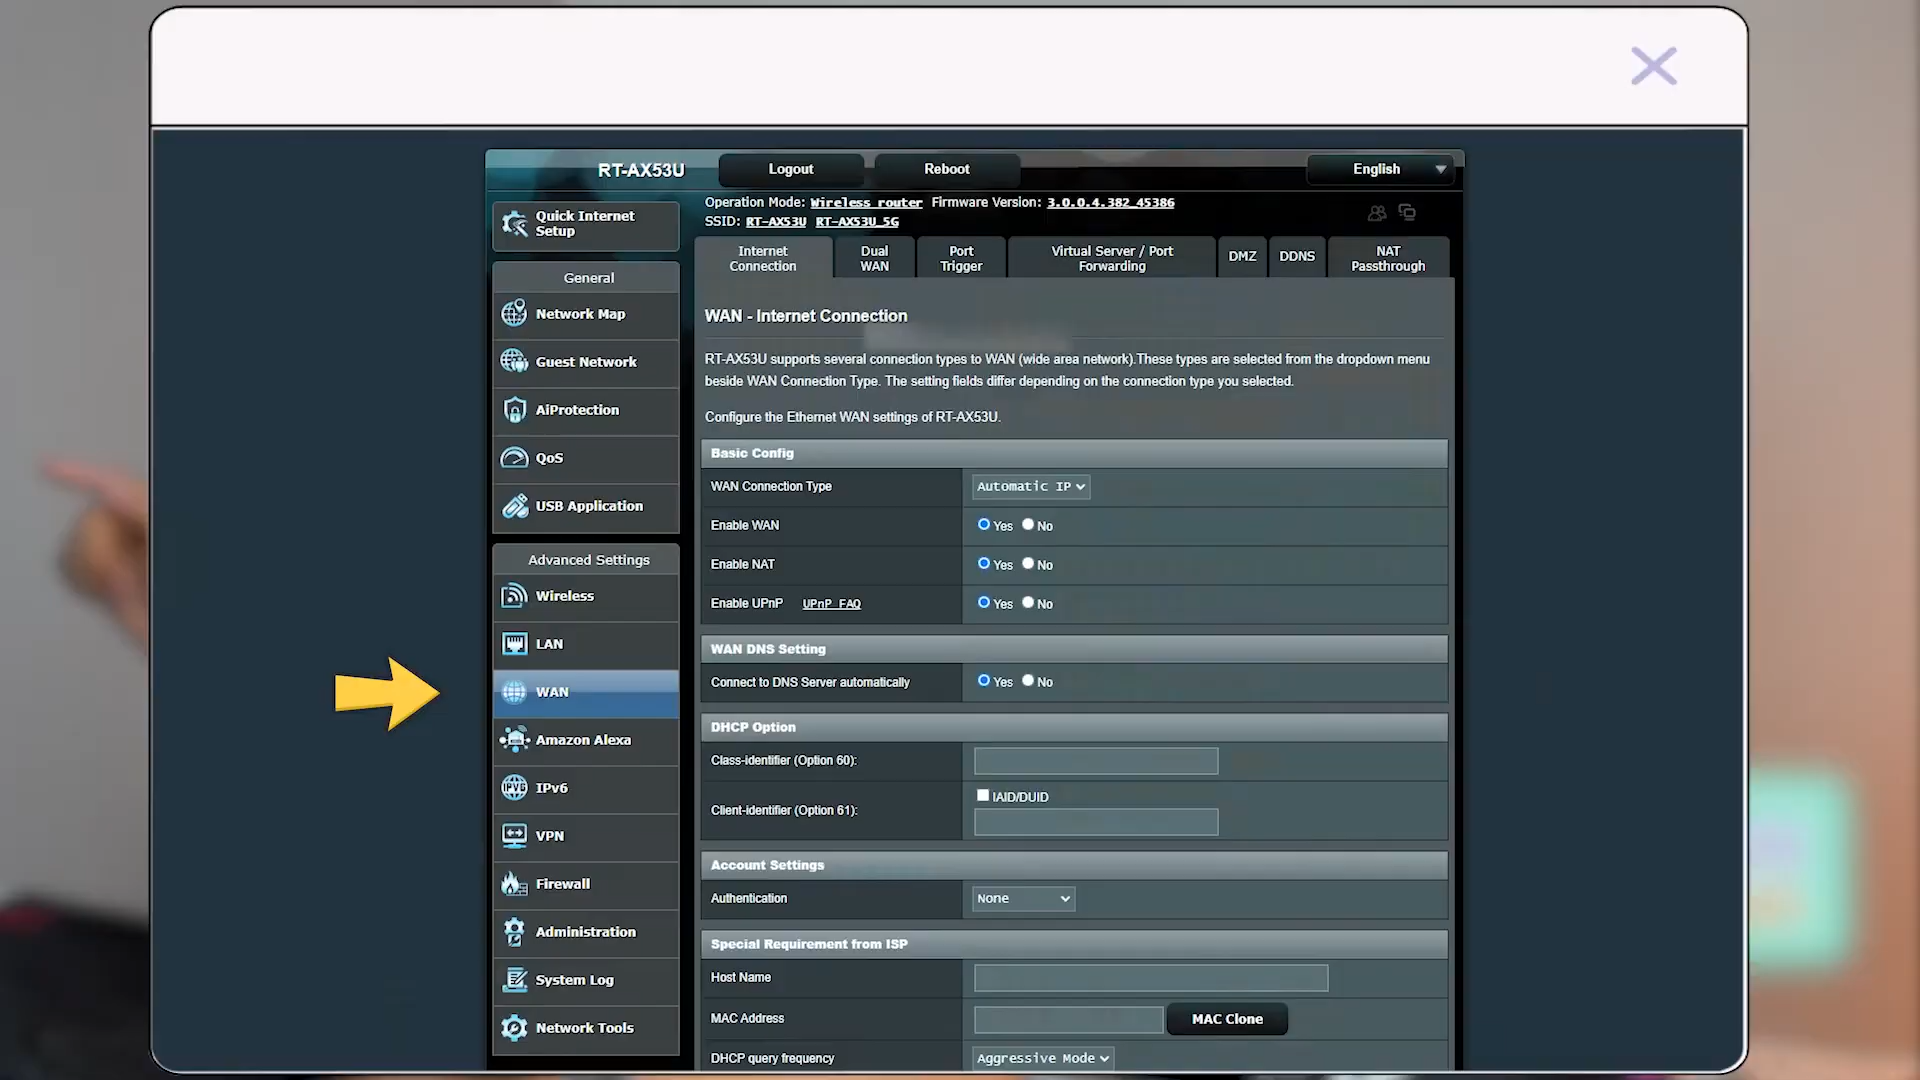 RT-AX53U
Logout
Reboot
English
Operation Mode: Wireless router Firmware Version: 3.0.0.4.382_45386
SSID: RT-AX53U RT-AX53U_5G
Quick Internet
Setup
General
Network Map
Guest Network
AiProtection
QoS
USB Application
Advanced Settings
Wireless
LAN
WAN
Amazon Alexa
IPv6
VPN
Firewall
Administration
System Log
Network Tools
Internet
Connection
Dual
WAN
Port
Trigger
Virtual Server / Port
Forwarding
DMZ
DDNS
NAT
Passthrough
WAN - Internet Connection
RT-AX53U supports several connection types to WAN (wide area network).These types are selected from the dropdown menu
beside WAN Connection Type. The setting fields differ depending on the connection type you selected.
Configure the Ethernet WAN settings of RT-AX53U.
Basic Config
WAN Connection Type Automatic IP
Enable WAN Yes No
Enable NAT Yes No
Enable UPnP UPnP FAQ Yes No
WAN DNS Setting
Connect to DNS Server automatically Yes No
DHCP Option
Class-identifier (Option 60):
IAID/DUID
Client-identifier (Option 61):
Account Settings
Authentication None
Special Requirement from ISP
Host Name
MAC Address MAC Clone
DHCP query frequency Aggressive Mode